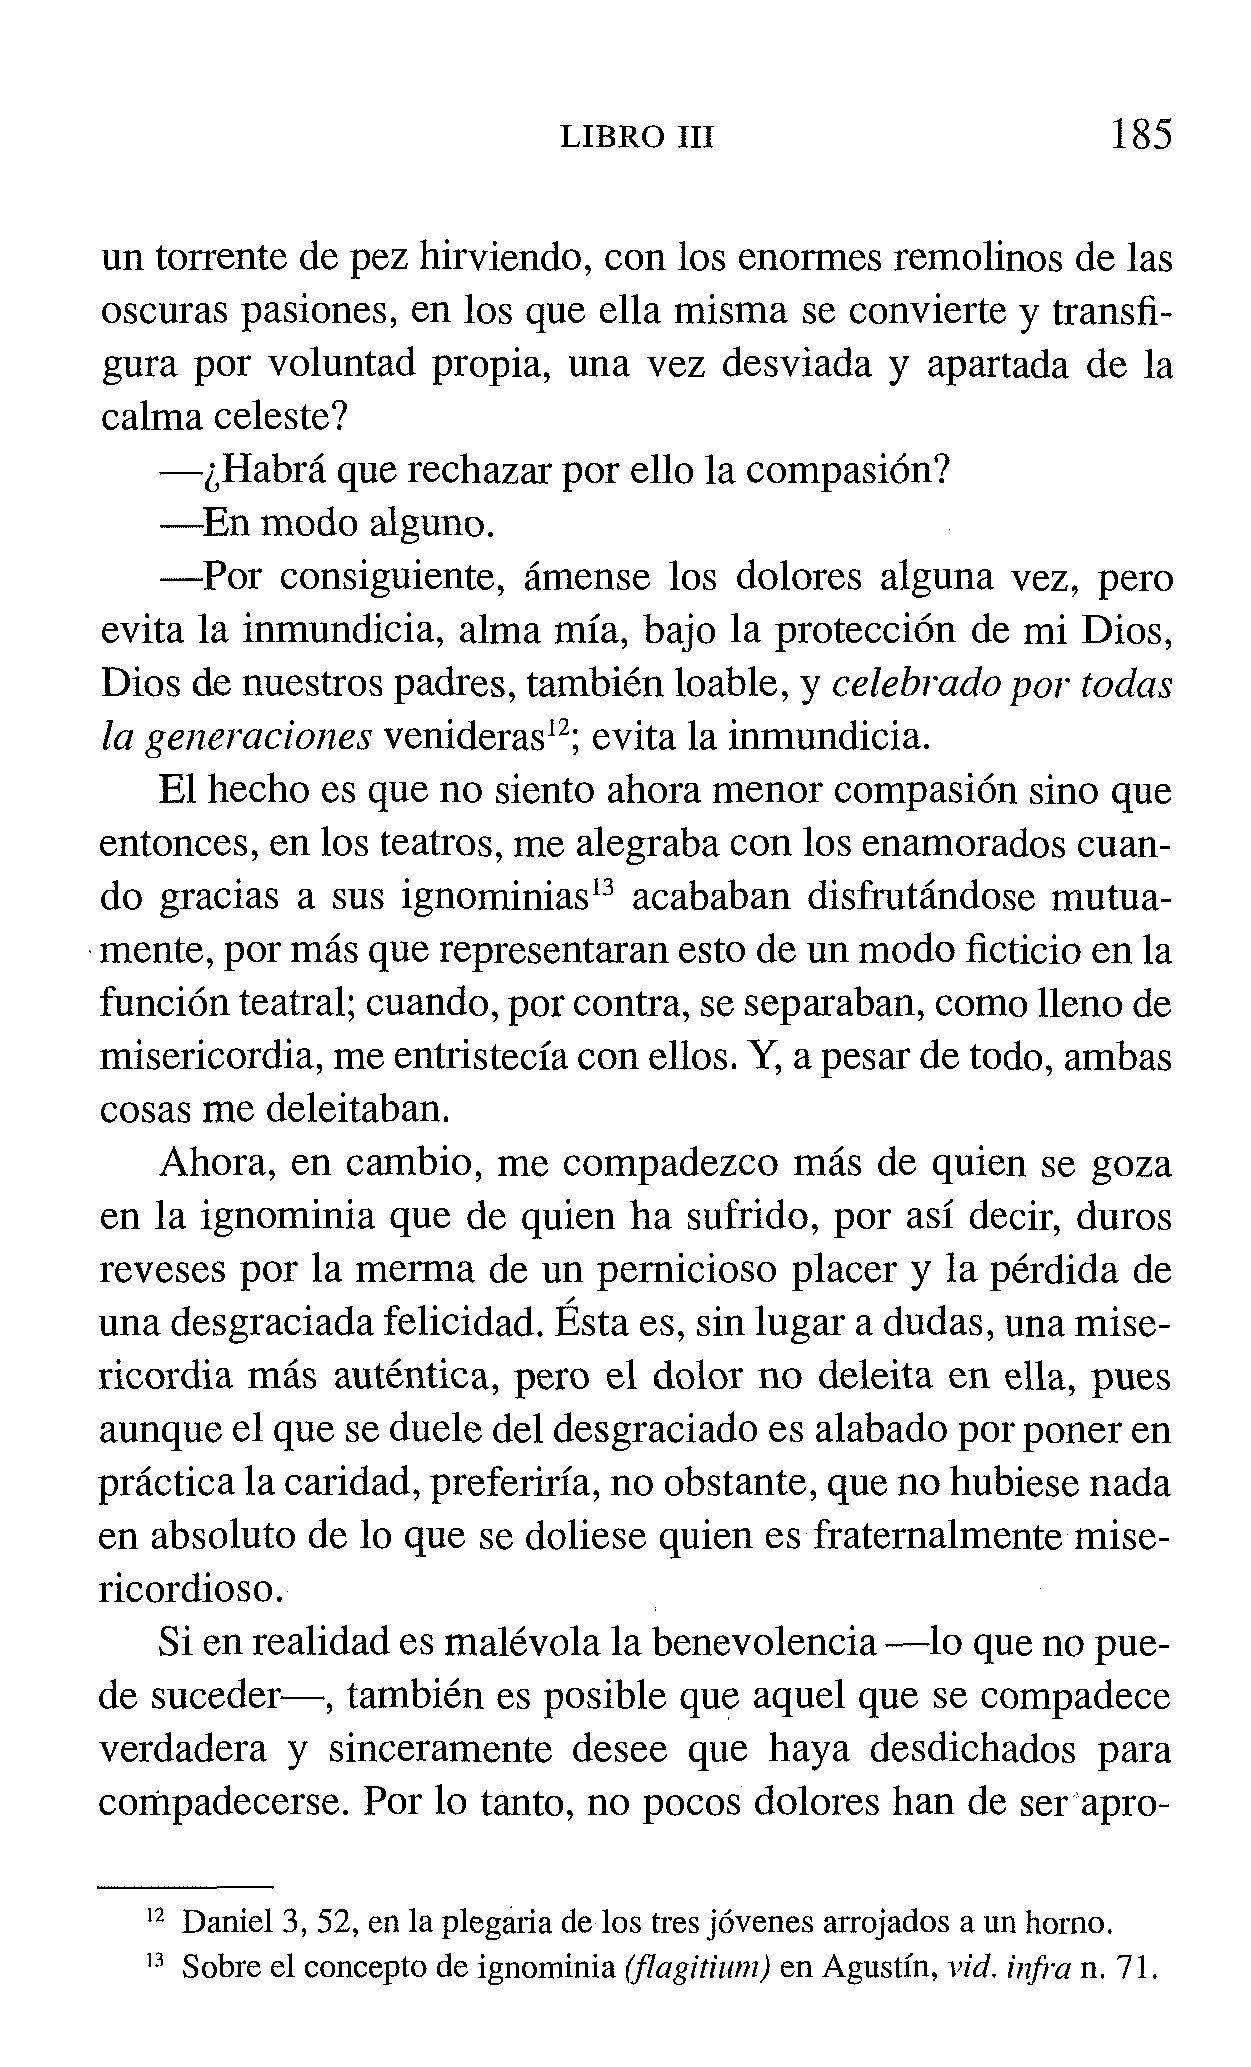 LIBRO III 185
un torrente de pez hirviendo, con los enormes remolinos de las
oscuras pasiones, en los que ella misma se convierte y transfi-
gura por voluntad propia, una vez desviada y apartada de la
calma celeste?
—¿Habrá que rechazar por ello la compasión?
—En modo alguno.
—Por consiguiente, ámense los dolores alguna vez, pero
evita la inmundicia, alma mía, bajo la protección de mi Dios,
Dios de nuestros padres, también loable, y celebrado por todas
la generaciones venideras¹²; evita la inmundicia.
El hecho es que no siento ahora menor compasión sino que
entonces, en los teatros, me alegraba con los enamorados cuan-
do gracias a sus ignominias¹³ acababan disfrutándose mutua-
mente, por más que representaran esto de un modo ficticio en la
función teatral; cuando, por contra, se separaban, como lleno de
misericordia, me entristecía con ellos. Y, a pesar de todo, ambas
cosas me deleitaban.
Ahora, en cambio, me compadezco más de quien se goza
en la ignominia que de quien ha sufrido, por así decir, duros
reveses por la merma de un pernicioso placer y la pérdida de
una desgraciada felicidad. Ésta es, sin lugar a dudas, una mise-
ricordia más auténtica, pero el dolor no deleita en ella, pues
aunque el que se duele del desgraciado es alabado por poner en
práctica la caridad, preferiría, no obstante, que no hubiese nada
en absoluto de lo que se doliese quien es fraternalmente mise-
ricordioso.
Si en realidad es malévola la benevolencia —lo que no pue-
de suceder—, también es posible que aquel que se compadece
verdadera y sinceramente desee que haya desdichados para
compadecerse. Por lo tanto, no pocos dolores han de ser apro-
¹² Daniel 3, 52, en la plegaria de los tres jóvenes arrojados a un horno.
¹³ Sobre el concepto de ignominia (flagitium) en Agustín, vid. infra n. 71.